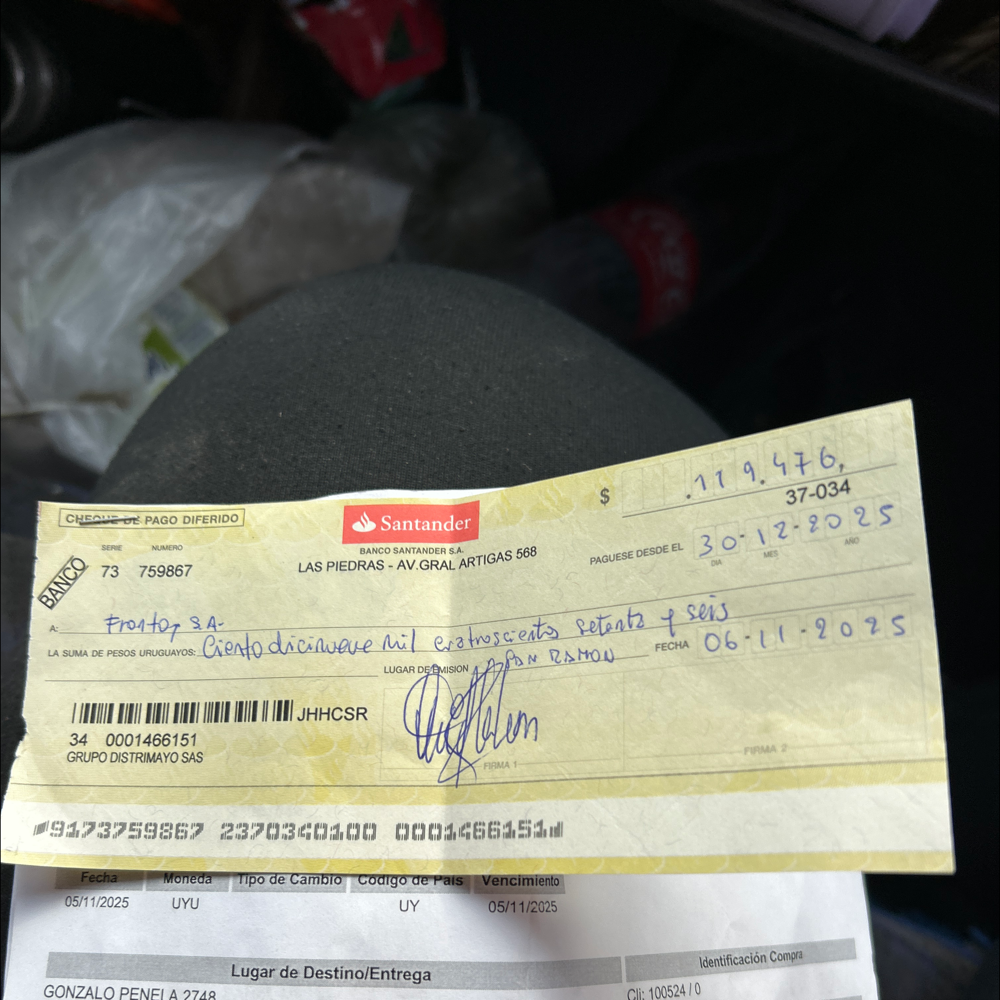 CHEQUE DE PAGO DIFERIDO
Santander
BANCO SANTANDER S.A.
LAS PIEDRAS - AV.GRAL ARTIGAS 568
$ .119.476,
37-034
BANCO
SERIE NUMERO
73 759867
PAGUESE DESDE EL 30-12-2025
DIA MES AÑO
A: Frontoy S.A-
LA SUMA DE PESOS URUGUAYOS: Ciento diecinueve mil cuatroscientos setenta y seis
LUGAR DE EMISION SAN RAMON
FECHA 06-11-2025
JHHCSR
34 0001466151
GRUPO DISTRIMAYO SAS
FIRMA 1
FIRMA 2
9173759867 2370340100 0001466151
Fecha Moneda Tipo de Cambio Código de País Vencimiento
05/11/2025 UYU UY 05/11/2025
Lugar de Destino/Entrega
Identificación Compra
GONZALO PENELA 2748
Cli: 100524 / 0